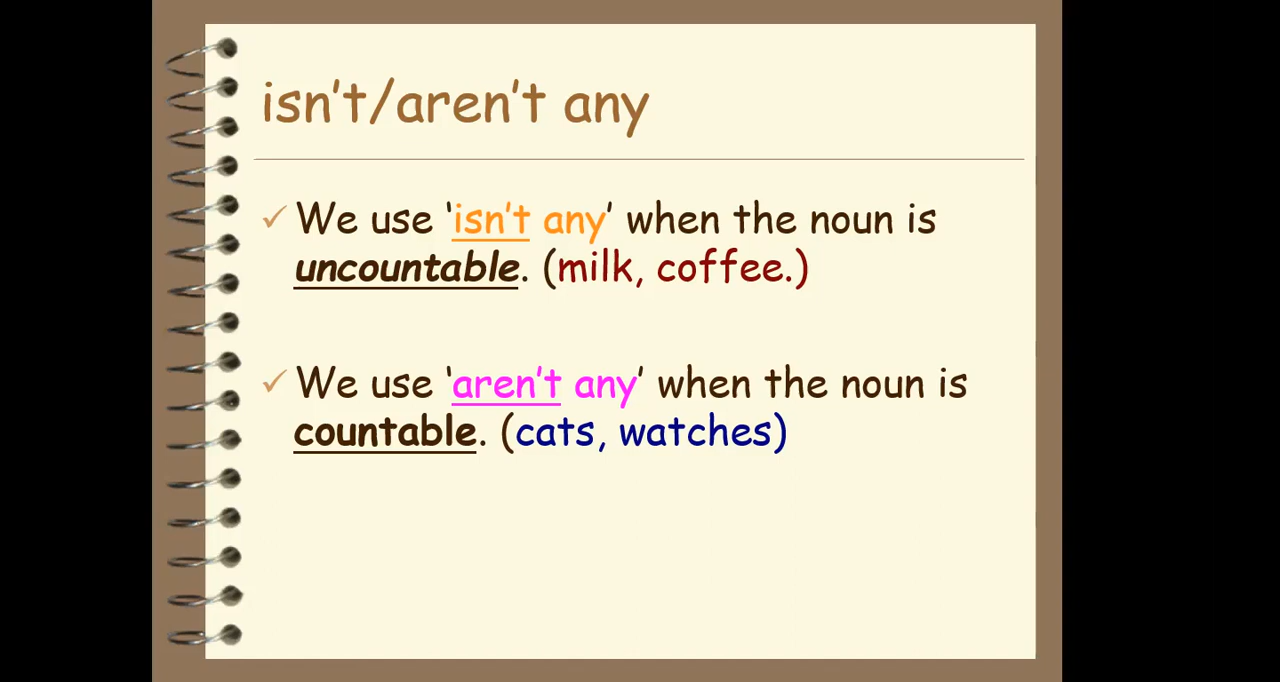 isn't/aren't any
We use ‘isn't any’ when the noun is
uncountable. (milk, coffee.)
We use ‘aren't any’ when the noun is
countable. (cats, watches)